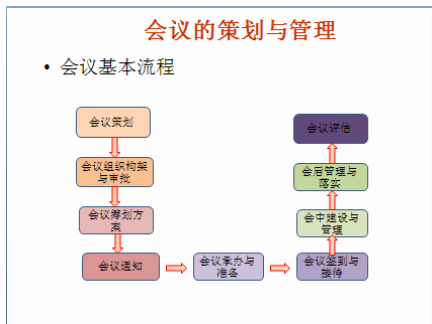 会议的策划与管理
• 会议基本流程
会议策划
会议组织构架
与审批
会议筹划方
案
会议通知
会议承办与
准备
会议签到与
接待
会中建设与
管理
会后管理与
落实
会议评估